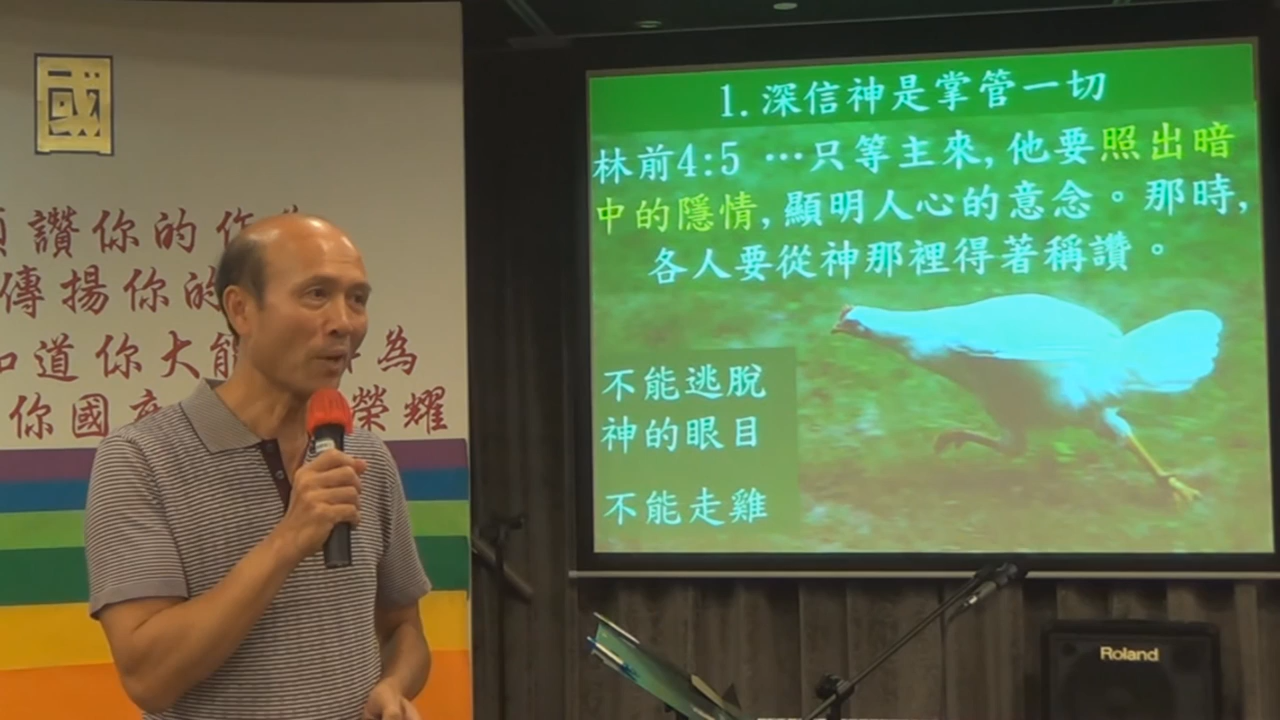 國
讚你的作
傳揚你的
知道你大能 為
你國 榮耀
1.深信神是掌管一切
林前4:5 …只等主來,他要照出暗
中的隱情,顯明人心的意念。那時,
各人要從神那裡得著稱讚。
不能逃脫
神的眼目
不能走雞
Roland